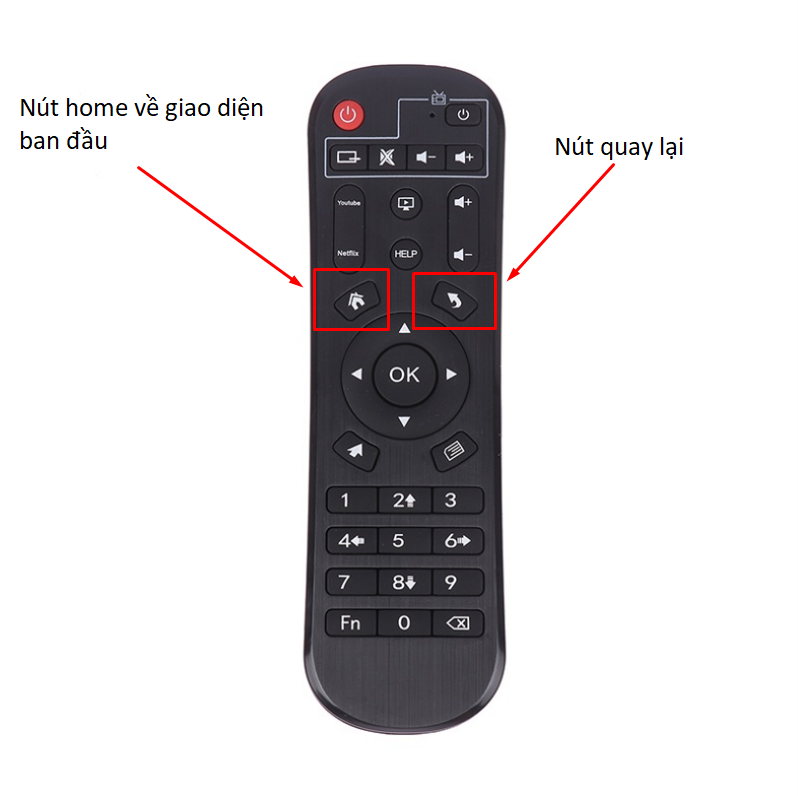 Nút home về giao diện
ban đầu
Nút quay lại
Youtube
Netflix
HELP
OK
1 2 3
4 5 6
7 8 9
Fn 0